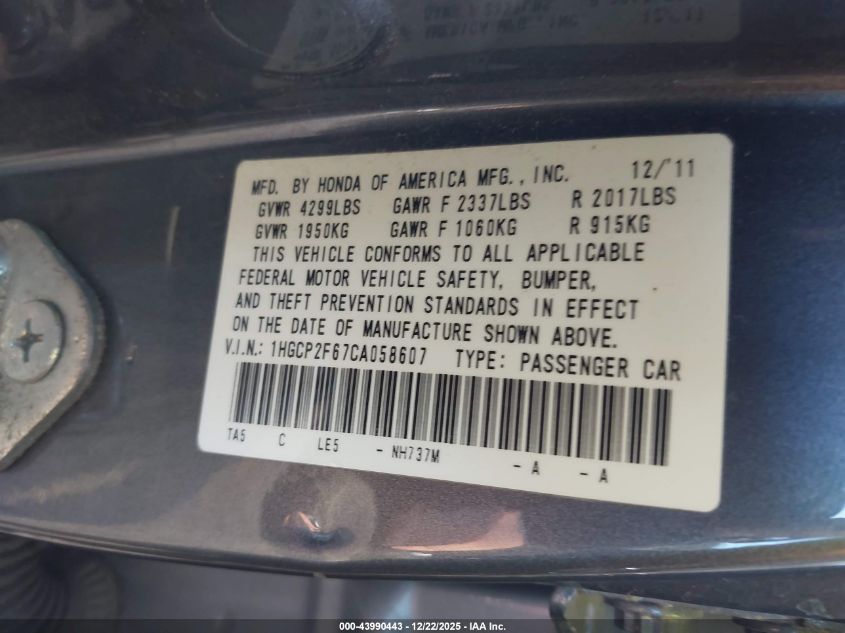 MFD. BY HONDA OF AMERICA MFG., INC. 12/'11
GVWR 4299LBS GAWR F 2337LBS R 2017LBS
GVWR 1950KG GAWR F 1060KG R 915KG
THIS VEHICLE CONFORMS TO ALL APPLICABLE
FEDERAL MOTOR VEHICLE SAFETY, BUMPER,
AND THEFT PREVENTION STANDARDS IN EFFECT
ON THE DATE OF MANUFACTURE SHOWN ABOVE.
V.I.N.: 1HGCP2F67CA058607 TYPE: PASSENGER CAR
TA5 C LE5 - NH737M - A - A
000-43990443 - 12/22/2025 - IAA Inc.